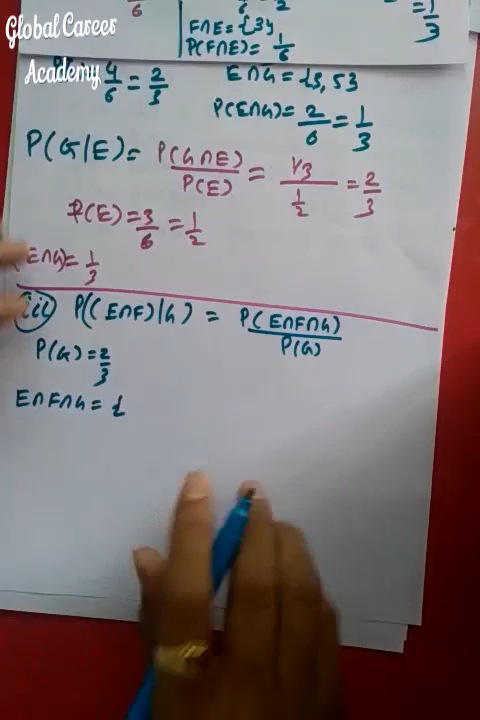 Global Career
Academy
F∩E = {3}
P(F∩E) = 1/6
= 1/3
4/6 = 2/3
E∩G = {3, 5}
P(E∩G) = 2/6 = 1/3
P(G|E) = P(G∩E)/P(E) = 1/3 / 1/2 = 2/3
P(E) = 3/6 = 1/2
E∩G) = 1/3
P((E∩F)|G) = P(E∩F∩G)/P(G)
P(G) = 2/3
E∩F∩G = {